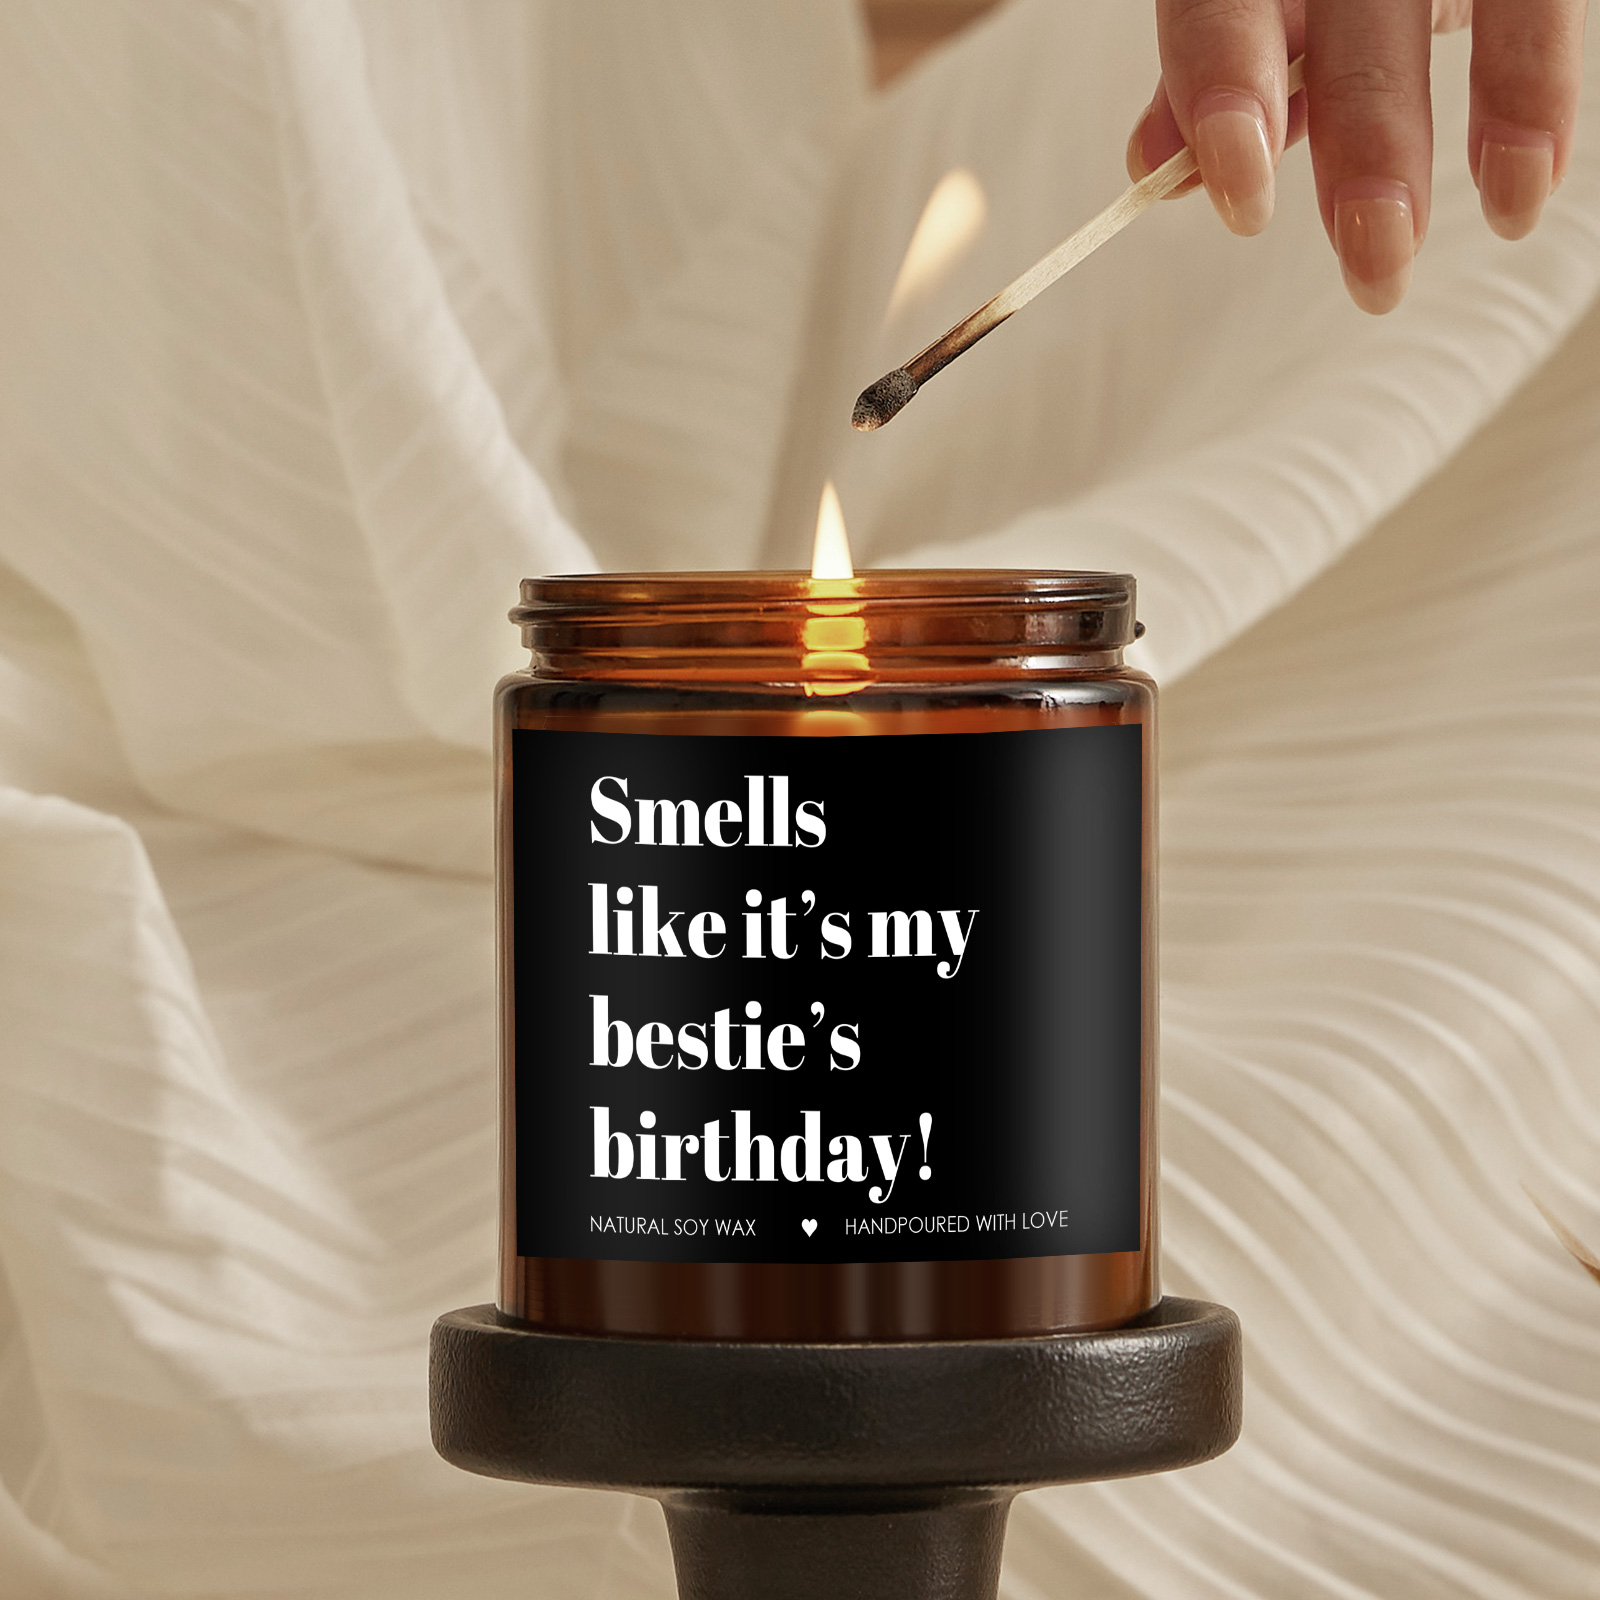 Smells
like it’s my
bestie’s
birthday!
NATURAL SOY WAX ♥ HANDPOURED WITH LOVE